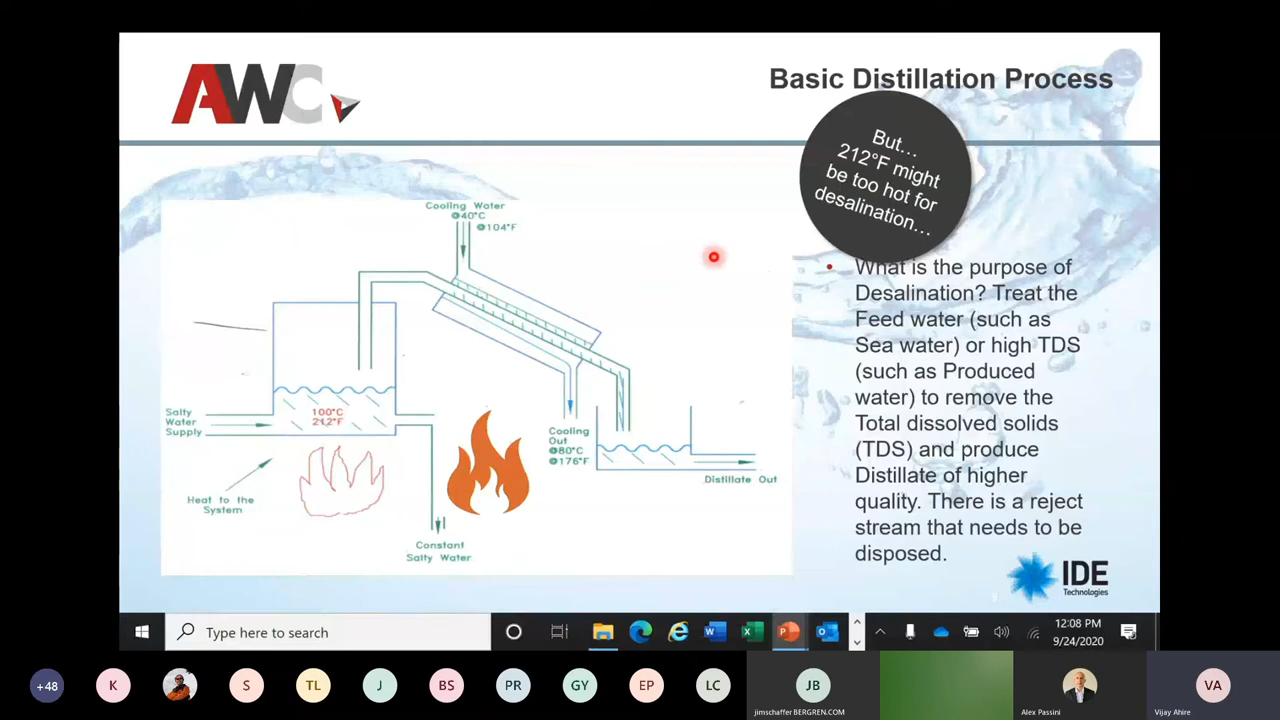 AWC
Basic Distillation Process
But...
212°F might
be too hot for
desalination...
Cooling Water
@40°C
@104°F
100°C
212°F
Salty
Water
Supply
Heat to the
System
Constant
Salty Water
Cooling
Out
@80°C
@176°F
Distillate Out
• What is the purpose of
Desalination? Treat the
Feed water (such as
Sea water) or high TDS
(such as Produced
water) to remove the
Total dissolved solids
(TDS) and produce
Distillate of higher
quality. There is a reject
stream that needs to be
disposed.
IDE
Technologies
Type here to search
12:08 PM
9/24/2020
+48
K
S
TL
J
BS
PR
GY
EP
LC
JB
jimschaffer BERGREN.COM
Alex Passini
VA
Vijay Ahire